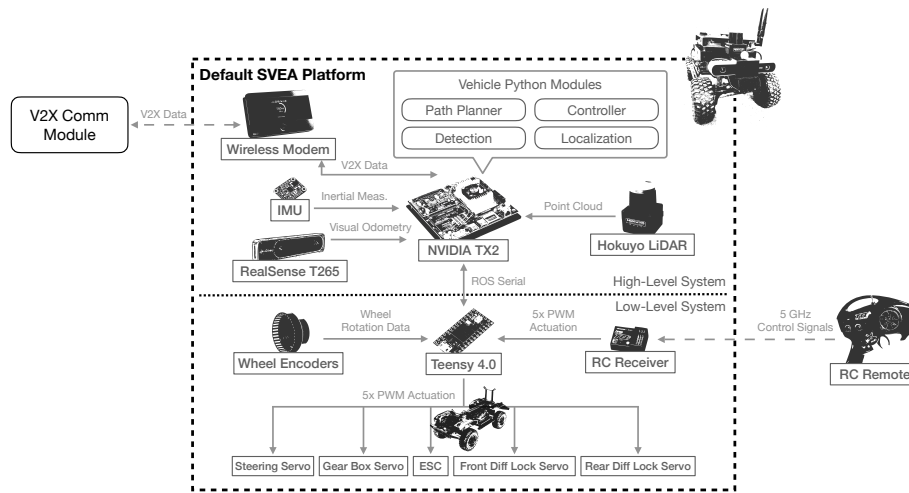 Default SVEA Platform
Vehicle Python Modules
Path Planner
Controller
Detection
Localization
V2X Comm
Module
V2X Data
Wireless Modem
V2X Data
IMU
Inertial Meas.
Point Cloud
Visual Odometry
RealSense T265
NVIDIA TX2
Hokuyo LiDAR
ROS Serial
High-Level System
Low-Level System
Wheel
Rotation Data
5x PWM
Actuation
5 GHz
Control Signals
Wheel Encoders
Teensy 4.0
RC Receiver
RC Remote
5x PWM Actuation
Steering Servo
Gear Box Servo
ESC
Front Diff Lock Servo
Rear Diff Lock Servo